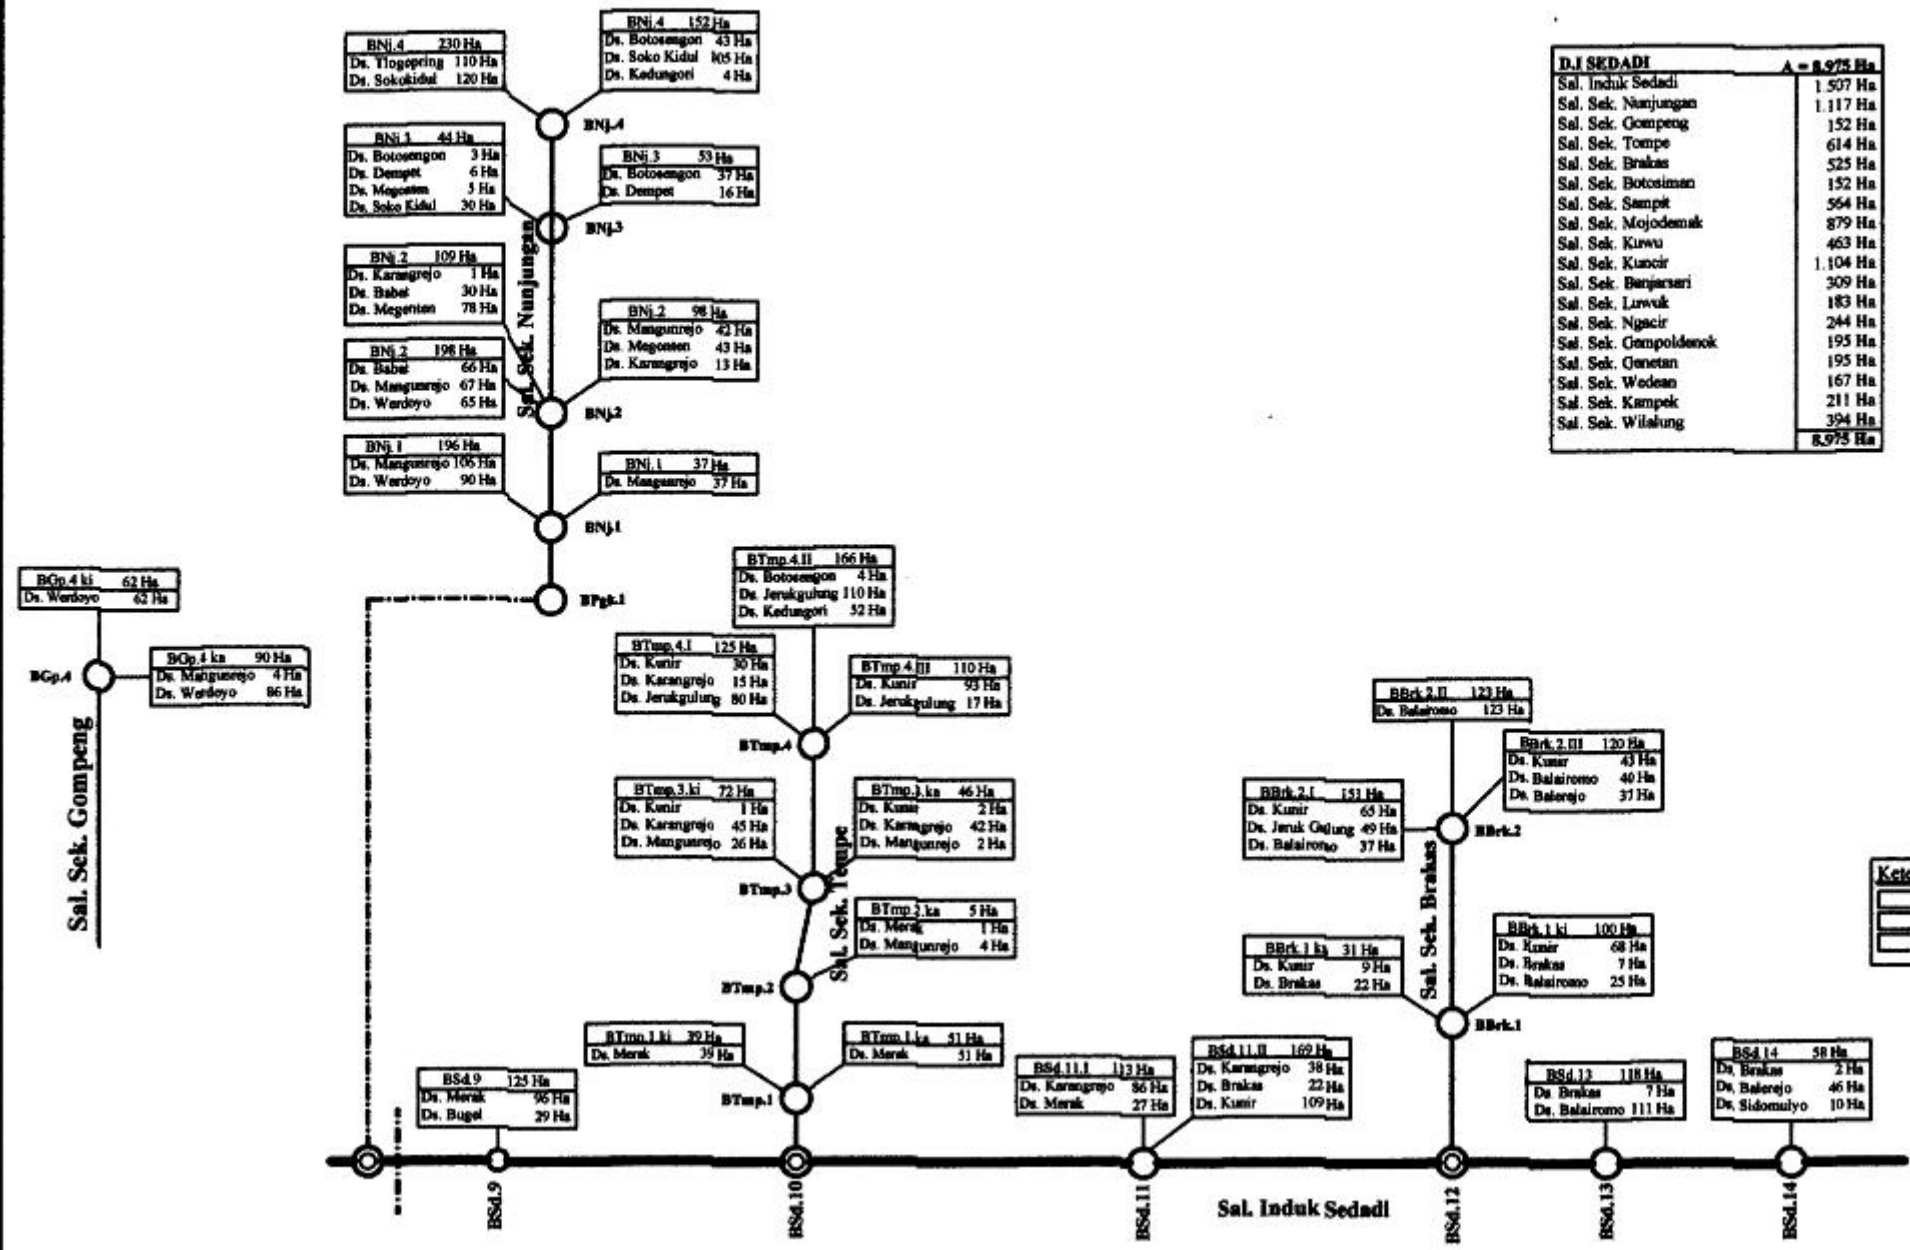 BNj.4 230 Ha
Ds. Tlogopring 110 Ha
Ds. Sokokidul 120 Ha
BNj.4 152 Ha
Ds. Botosengon 43 Ha
Ds. Soko Kidul 105 Ha
Ds. Kedungori 4 Ha
BNj.4
BNj.3 44 Ha
Ds. Botosengon 3 Ha
Ds. Dempet 6 Ha
Ds. Megonten 5 Ha
Ds. Soko Kidul 30 Ha
BNj.3 53 Ha
Ds. Botosengon 37 Ha
Ds. Dempet 16 Ha
BNj.3
BNj.2 109 Ha
Ds. Karangrejo 1 Ha
Ds. Babat 30 Ha
Ds. Megonten 78 Ha
Sal. Sek. Nunjungan
BNj.2 98 Ha
Ds. Mangunrejo 42 Ha
Ds. Megonten 43 Ha
Ds. Karangrejo 13 Ha
BNj.2 198 Ha
Ds. Babat 66 Ha
Ds. Mangunrejo 67 Ha
Ds. Werdoyo 65 Ha
BNj.2
BNj.1 196 Ha
Ds. Mangunrejo 106 Ha
Ds. Werdoyo 90 Ha
BNj.1 37 Ha
Ds. Mangunrejo 37 Ha
BNj.1
BPgk.1
D.I SEDADI A = 8.975 Ha
Sal. Induk Sedadi 1.507 Ha
Sal. Sek. Nunjungan 1.117 Ha
Sal. Sek. Gompeng 152 Ha
Sal. Sek. Tompe 614 Ha
Sal. Sek. Brakas 525 Ha
Sal. Sek. Botosiman 152 Ha
Sal. Sek. Sampit 564 Ha
Sal. Sek. Mojodemak 879 Ha
Sal. Sek. Kuwu 463 Ha
Sal. Sek. Kuncir 1.104 Ha
Sal. Sek. Banjarsari 309 Ha
Sal. Sek. Luwuk 183 Ha
Sal. Sek. Ngacir 244 Ha
Sal. Sek. Gempoldenok 195 Ha
Sal. Sek. Genetan 195 Ha
Sal. Sek. Wedean 167 Ha
Sal. Sek. Kampek 211 Ha
Sal. Sek. Wilalung 394 Ha
8.975 Ha
BGp.4 ki 62 Ha
Ds. Werdoyo 62 Ha
BGp.4
BGp.4 ka 90 Ha
Ds. Mangunrejo 4 Ha
Ds. Werdoyo 86 Ha
Sal. Sek. Gompeng
BTmp.4.II 166 Ha
Ds. Botosengon 4 Ha
Ds. Jerukgulung 110 Ha
Ds. Kedungori 52 Ha
BTmp.4.I 125 Ha
Ds. Kunir 30 Ha
Ds. Karangrejo 15 Ha
Ds. Jerukgulung 80 Ha
BTmp.4.III 110 Ha
Ds. Kunir 93 Ha
Ds. Jerukgulung 17 Ha
BTmp.4
BTmp.3.ki 72 Ha
Ds. Kunir 1 Ha
Ds. Karangrejo 45 Ha
Ds. Mangunrejo 26 Ha
BTmp.3.ka 46 Ha
Ds. Kunir 2 Ha
Ds. Karangrejo 42 Ha
Ds. Mangunrejo 2 Ha
BTmp.3
Sal. Sek. Tempe
BTmp.2.ka 5 Ha
Ds. Merak 1 Ha
Ds. Mangunrejo 4 Ha
BTmp.2
BTmp.1.ki 39 Ha
Ds. Merak 39 Ha
BTmp.1.ka 51 Ha
Ds. Merak 51 Ha
BTmp.1
BBrk.2.II 123 Ha
Ds. Balairomo 123 Ha
BBrk.2.III 120 Ha
Ds. Kunir 43 Ha
Ds. Balairomo 40 Ha
Ds. Balerejo 37 Ha
BBrk.2.I 151 Ha
Ds. Kunir 65 Ha
Ds. Jeruk Gulung 49 Ha
Ds. Balairomo 37 Ha
BBrk.2
Sal. Sek. Brakas
BBrk.1 ka 31 Ha
Ds. Kunir 9 Ha
Ds. Brakas 22 Ha
BBrk.1 ki 100 Ha
Ds. Kunir 68 Ha
Ds. Brakas 7 Ha
Ds. Balairomo 25 Ha
BBrk.1
Kete
BSd.9 125 Ha
Ds. Merak 96 Ha
Ds. Bugel 29 Ha
BSd.11.I 113 Ha
Ds. Karangrejo 86 Ha
Ds. Merak 27 Ha
BSd.11.II 169 Ha
Ds. Karangrejo 38 Ha
Ds. Brakas 22 Ha
Ds. Kunir 109 Ha
BSd.13 118 Ha
Ds. Brakas 7 Ha
Ds. Balairomo 111 Ha
BSd.14 58 Ha
Ds. Brakas 2 Ha
Ds. Balerejo 46 Ha
Ds. Sidomulyo 10 Ha
BSd.9
BSd.10
BSd.11
Sal. Induk Sedadi
BSd.12
BSd.13
BSd.14